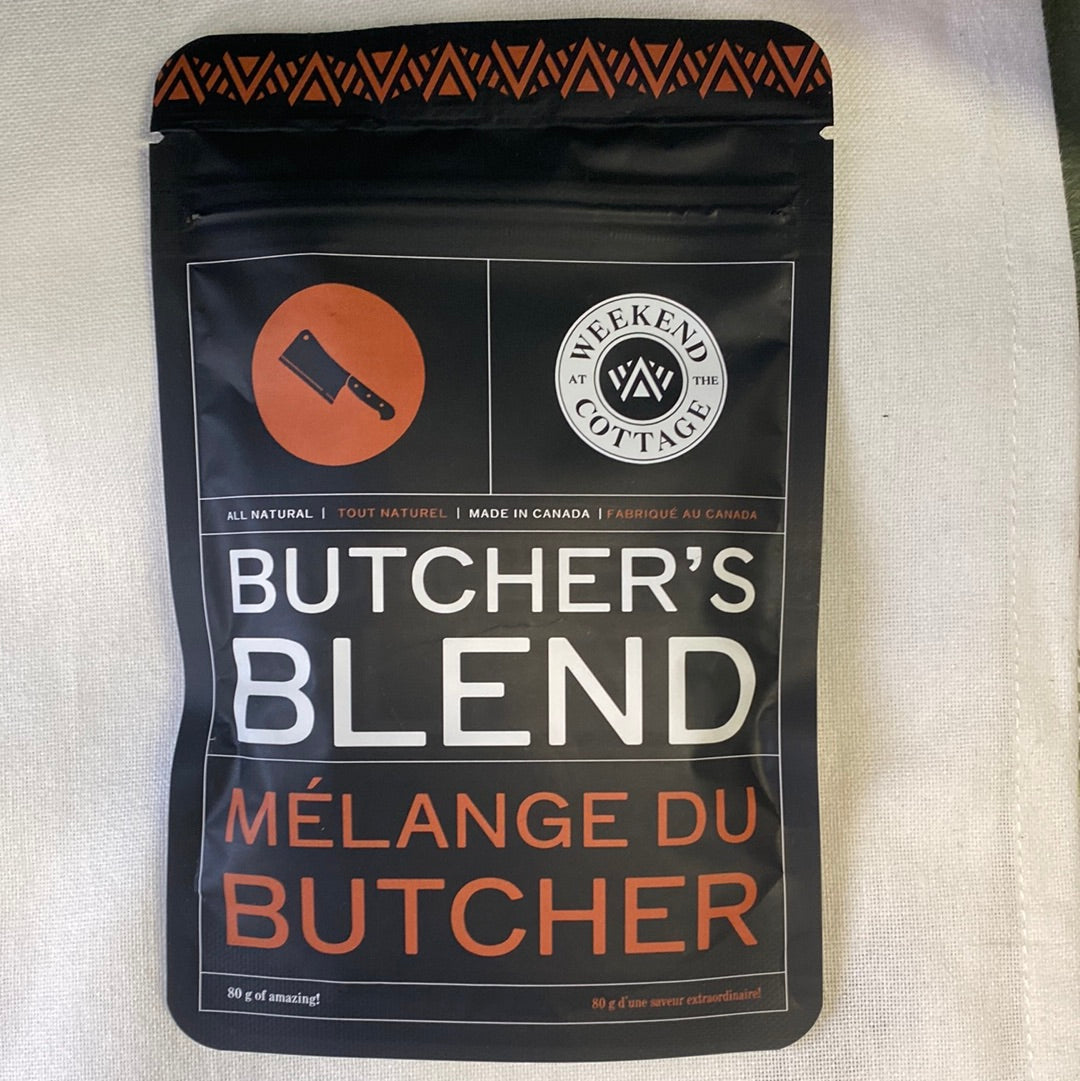 WEEKEND
AT THE
COTTAGE
ALL NATURAL | TOUT NATUREL | MADE IN CANADA | FABRIQUÉ AU CANADA
BUTCHER'S
BLEND
MÉLANGE DU
BUTCHER
80 g of amazing!
80 g d'une saveur extraordinaire!